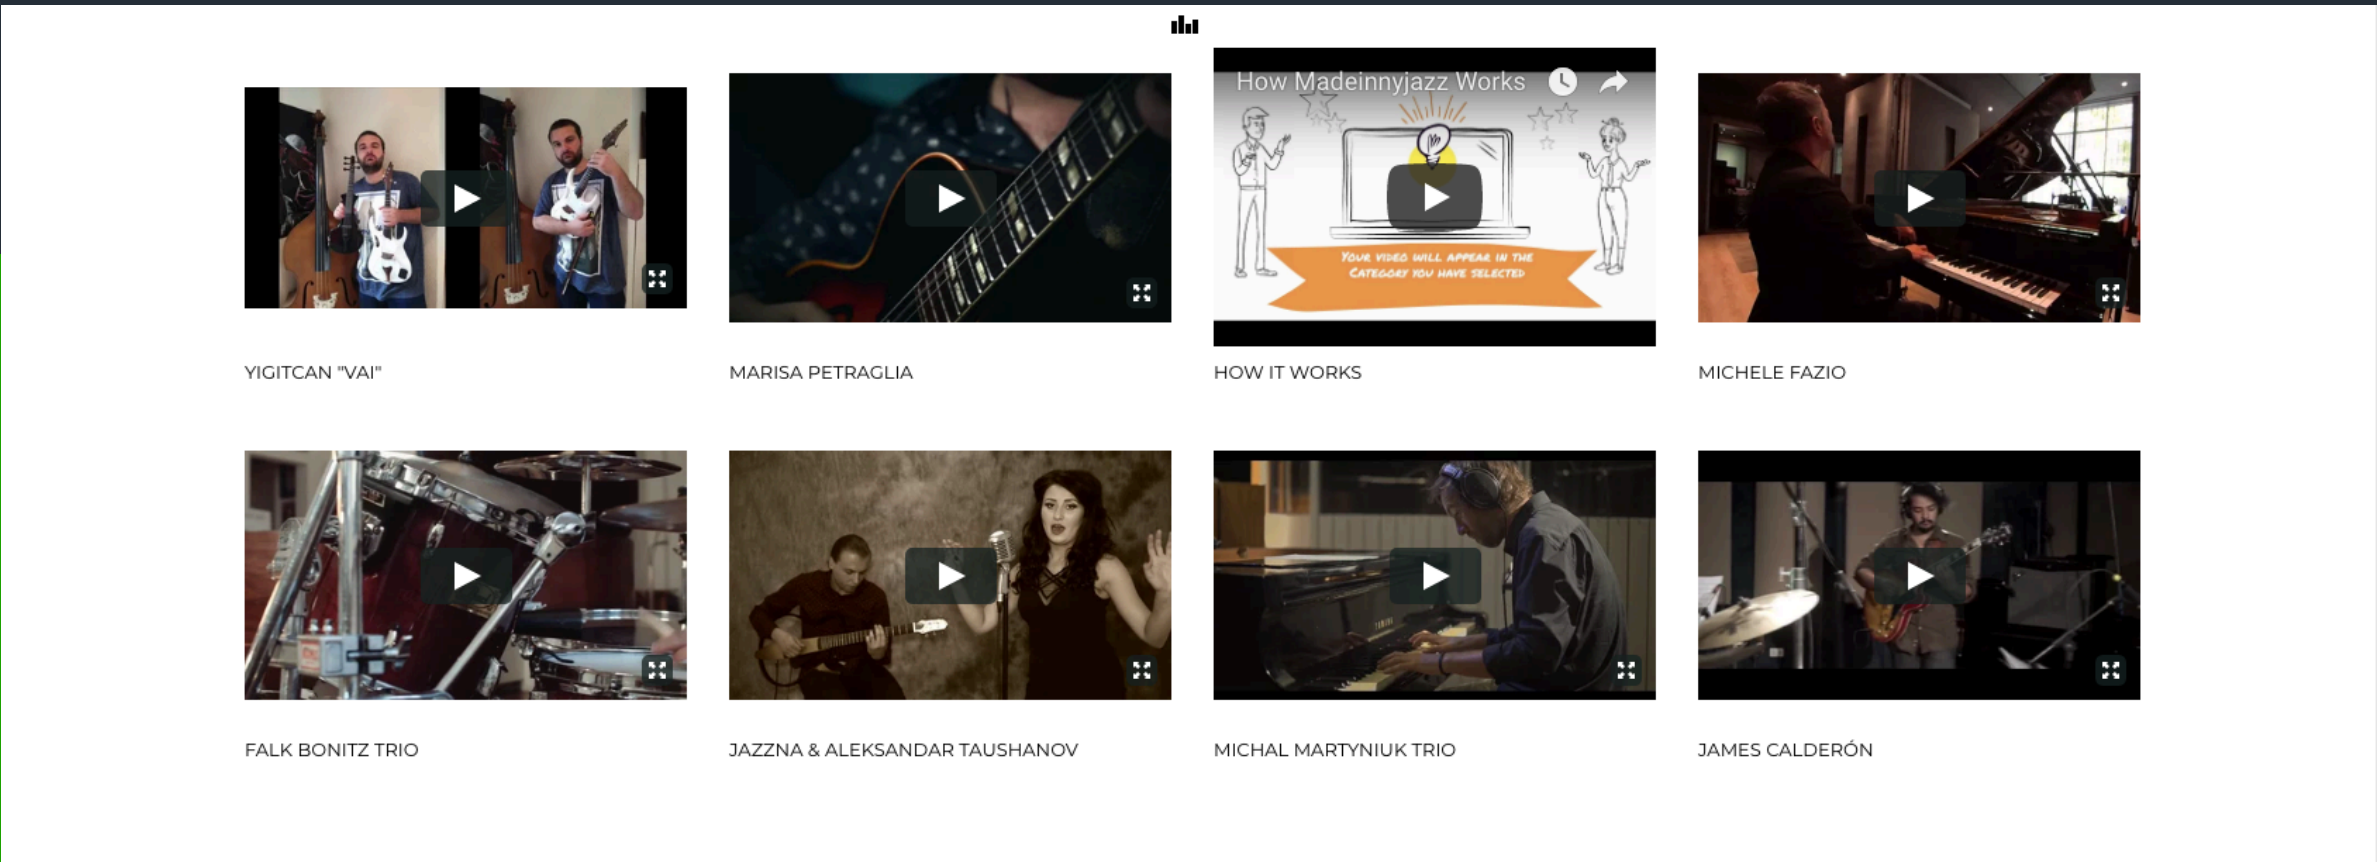 How Madeinnyjazz Works
YOUR VIDEO WILL APPEAR IN THE
CATEGORY YOU HAVE SELECTED
YIGITCAN "VAI"
MARISA PETRAGLIA
HOW IT WORKS
MICHELE FAZIO
FALK BONITZ TRIO
JAZZNA & ALEKSANDAR TAUSHANOV
MICHAL MARTYNIUK TRIO
JAMES CALDERÓN